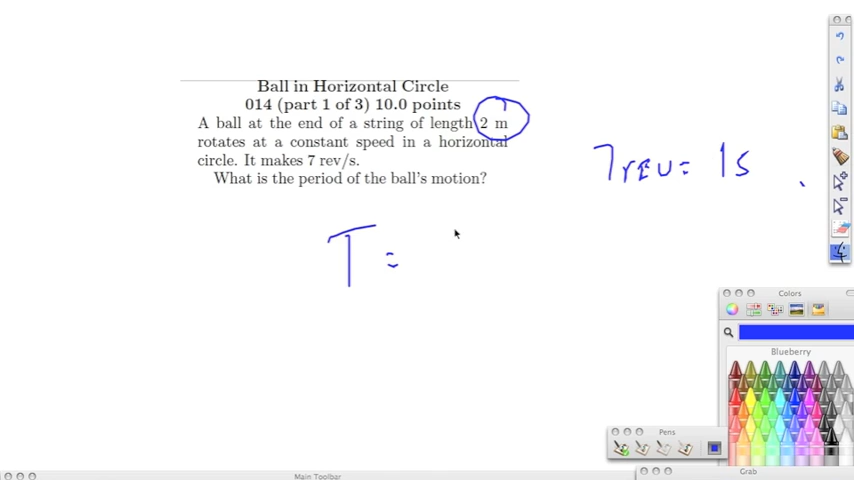 Ball in Horizontal Circle
014 (part 1 of 3) 10.0 points
A ball at the end of a string of length 2 m
rotates at a constant speed in a horizontal
circle. It makes 7 rev/s.
What is the period of the ball's motion?
7 rev = 1s
T =
Colors
Blueberry
Pens
Grab
Main Toolbar